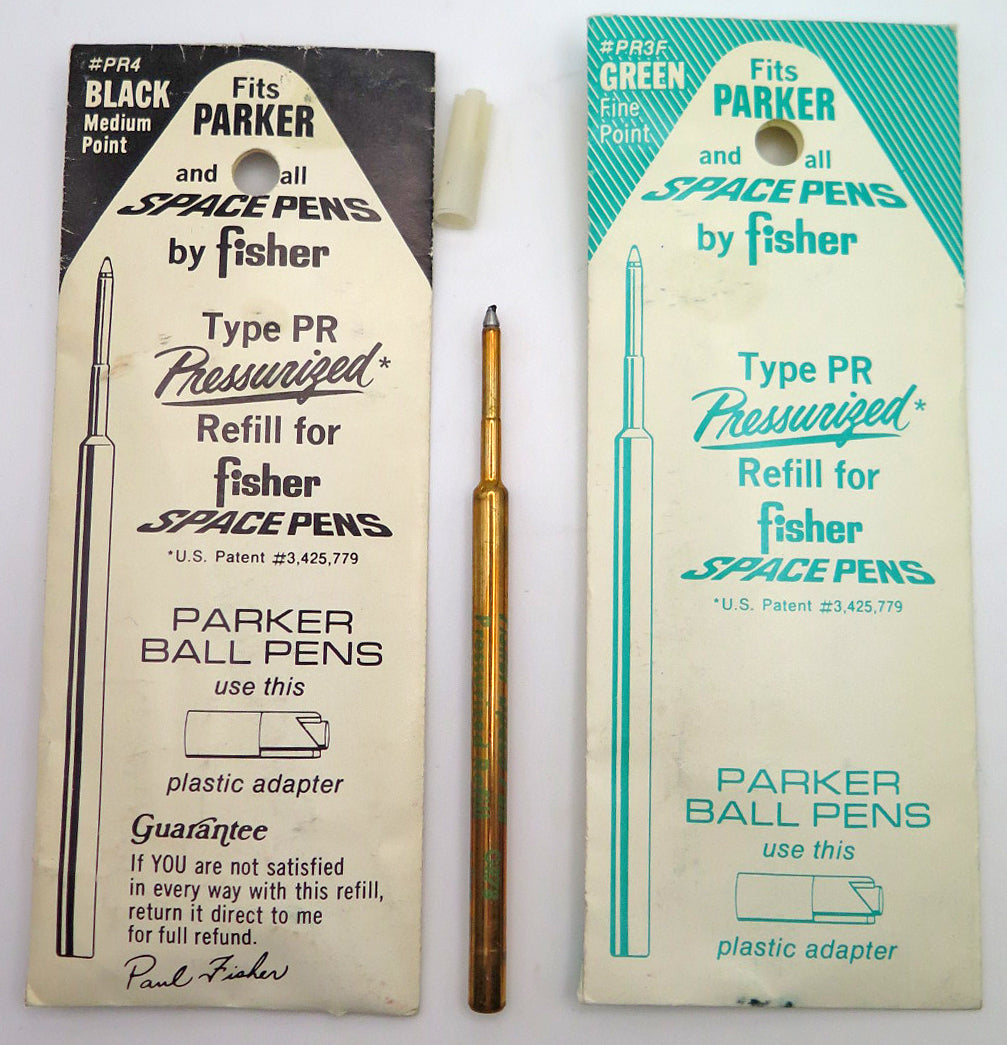 #PR4
BLACK
Medium
Point
Fits
PARKER
and all
SPACE PENS
by fisher
Type PR
Pressurized*
Refill for
fisher
SPACE PENS
*U.S. Patent #3,425,779
PARKER
BALL PENS
use this
plastic adapter
Guarantee
If YOU are not satisfied
in every way with this refill,
return it direct to me
for full refund.
Paul Fisher
#PR3F
GREEN
Fine
Point
Fits
PARKER
and all
SPACE PENS
by fisher
Type PR
Pressurized*
Refill for
fisher
SPACE PENS
*U.S. Patent #3,425,779
PARKER
BALL PENS
use this
plastic adapter